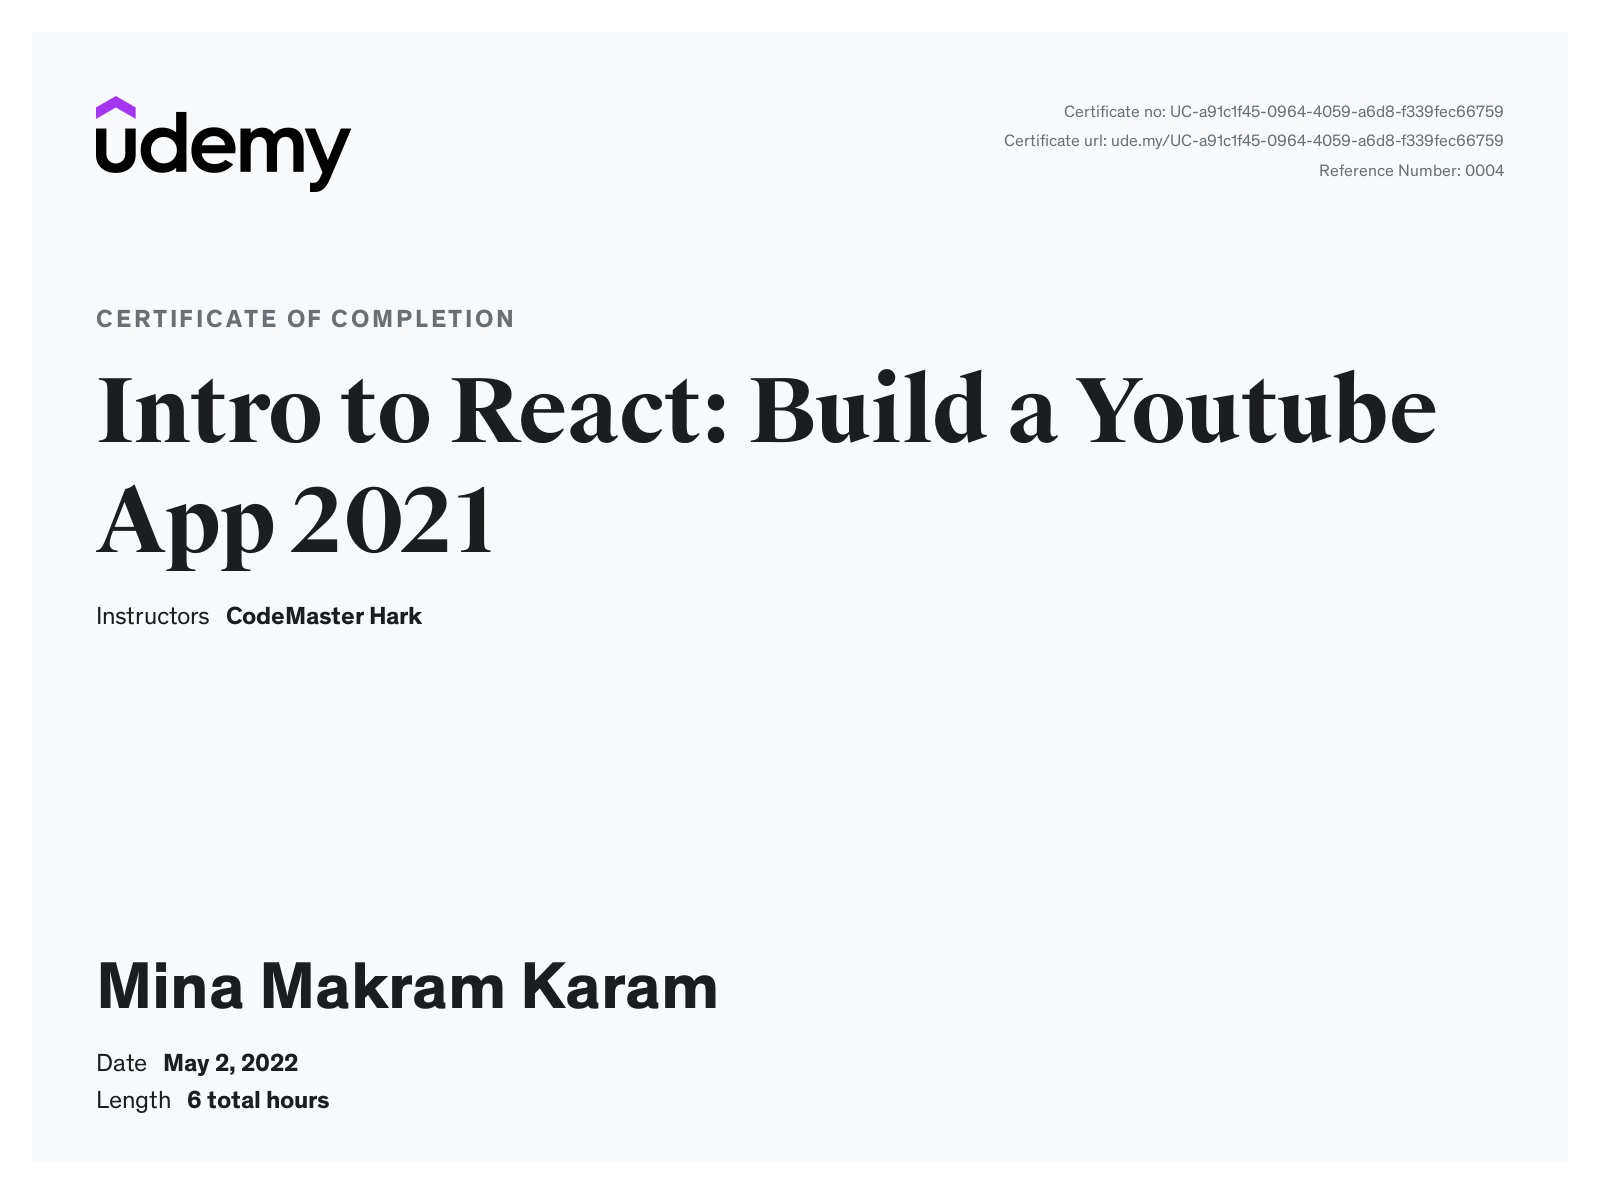 udemy
Certificate no: UC-a91c1f45-0964-4059-a6d8-f339fec66759
Certificate url: ude.my/UC-a91c1f45-0964-4059-a6d8-f339fec66759
Reference Number: 0004
CERTIFICATE OF COMPLETION
Intro to React: Build a Youtube
App 2021
Instructors CodeMaster Hark
Mina Makram Karam
Date May 2, 2022
Length 6 total hours